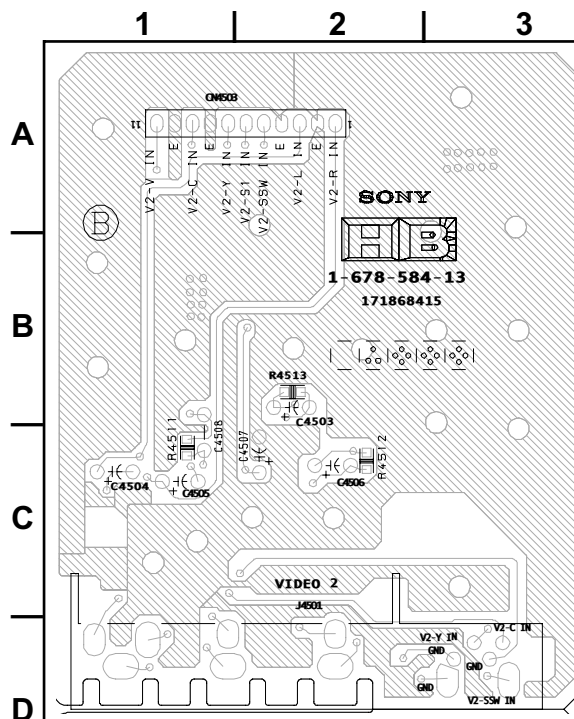 1 2 3
A
B
C
D
CN4503
11 E E E E 1
V2-V IN
V2-C IN
V2-Y IN
V2-S1 IN
V2-SSW IN
V2-L IN
V2-R IN
B
SONY
HB
1-678-584-13
171868415
R4513
C4503
R4511
C4508
C4507
R4512
C4504
C4505
C4506
VIDEO 2
J4501
V2-C IN
V2-Y IN
GND
GND
GND
V2-SSW IN